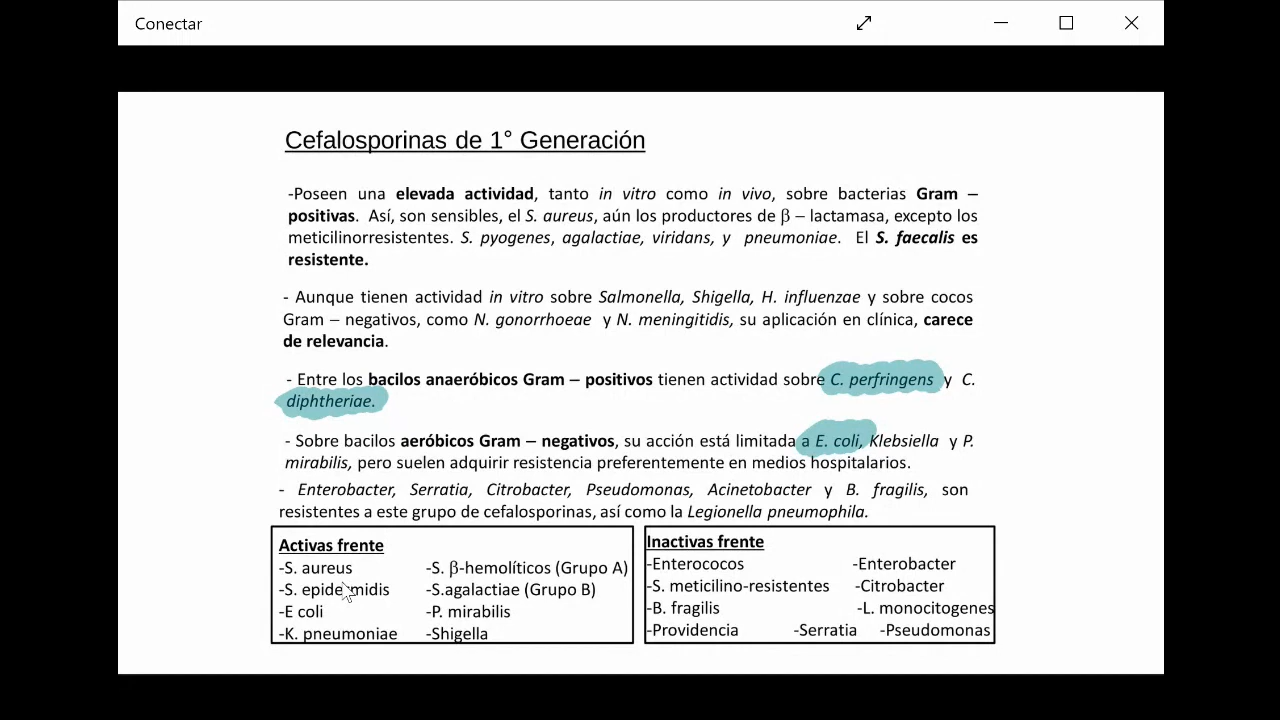 Conectar
Cefalosporinas de 1° Generación
-Poseen una elevada actividad, tanto in vitro como in vivo, sobre bacterias Gram –
positivas. Así, son sensibles, el S. aureus, aún los productores de β – lactamasa, excepto los
meticilinorresistentes. S. pyogenes, agalactiae, viridans, y pneumoniae. El S. faecalis es
resistente.
- Aunque tienen actividad in vitro sobre Salmonella, Shigella, H. influenzae y sobre cocos
Gram – negativos, como N. gonorrhoeae y N. meningitidis, su aplicación en clínica, carece
de relevancia.
- Entre los bacilos anaeróbicos Gram – positivos tienen actividad sobre C. perfringens y C.
diphtheriae.
- Sobre bacilos aeróbicos Gram – negativos, su acción está limitada a E. coli, Klebsiella y P.
mirabilis, pero suelen adquirir resistencia preferentemente en medios hospitalarios.
- Enterobacter, Serratia, Citrobacter, Pseudomonas, Acinetobacter y B. fragilis, son
resistentes a este grupo de cefalosporinas, así como la Legionella pneumophila.
Activas frente
-S. aureus -S. β-hemolíticos (Grupo A)
-S. epidemidis -S.agalactiae (Grupo B)
-E coli -P. mirabilis
-K. pneumoniae -Shigella
Inactivas frente
-Enterococos -Enterobacter
-S. meticilino-resistentes -Citrobacter
-B. fragilis -L. monocitogenes
-Providencia -Serratia -Pseudomonas